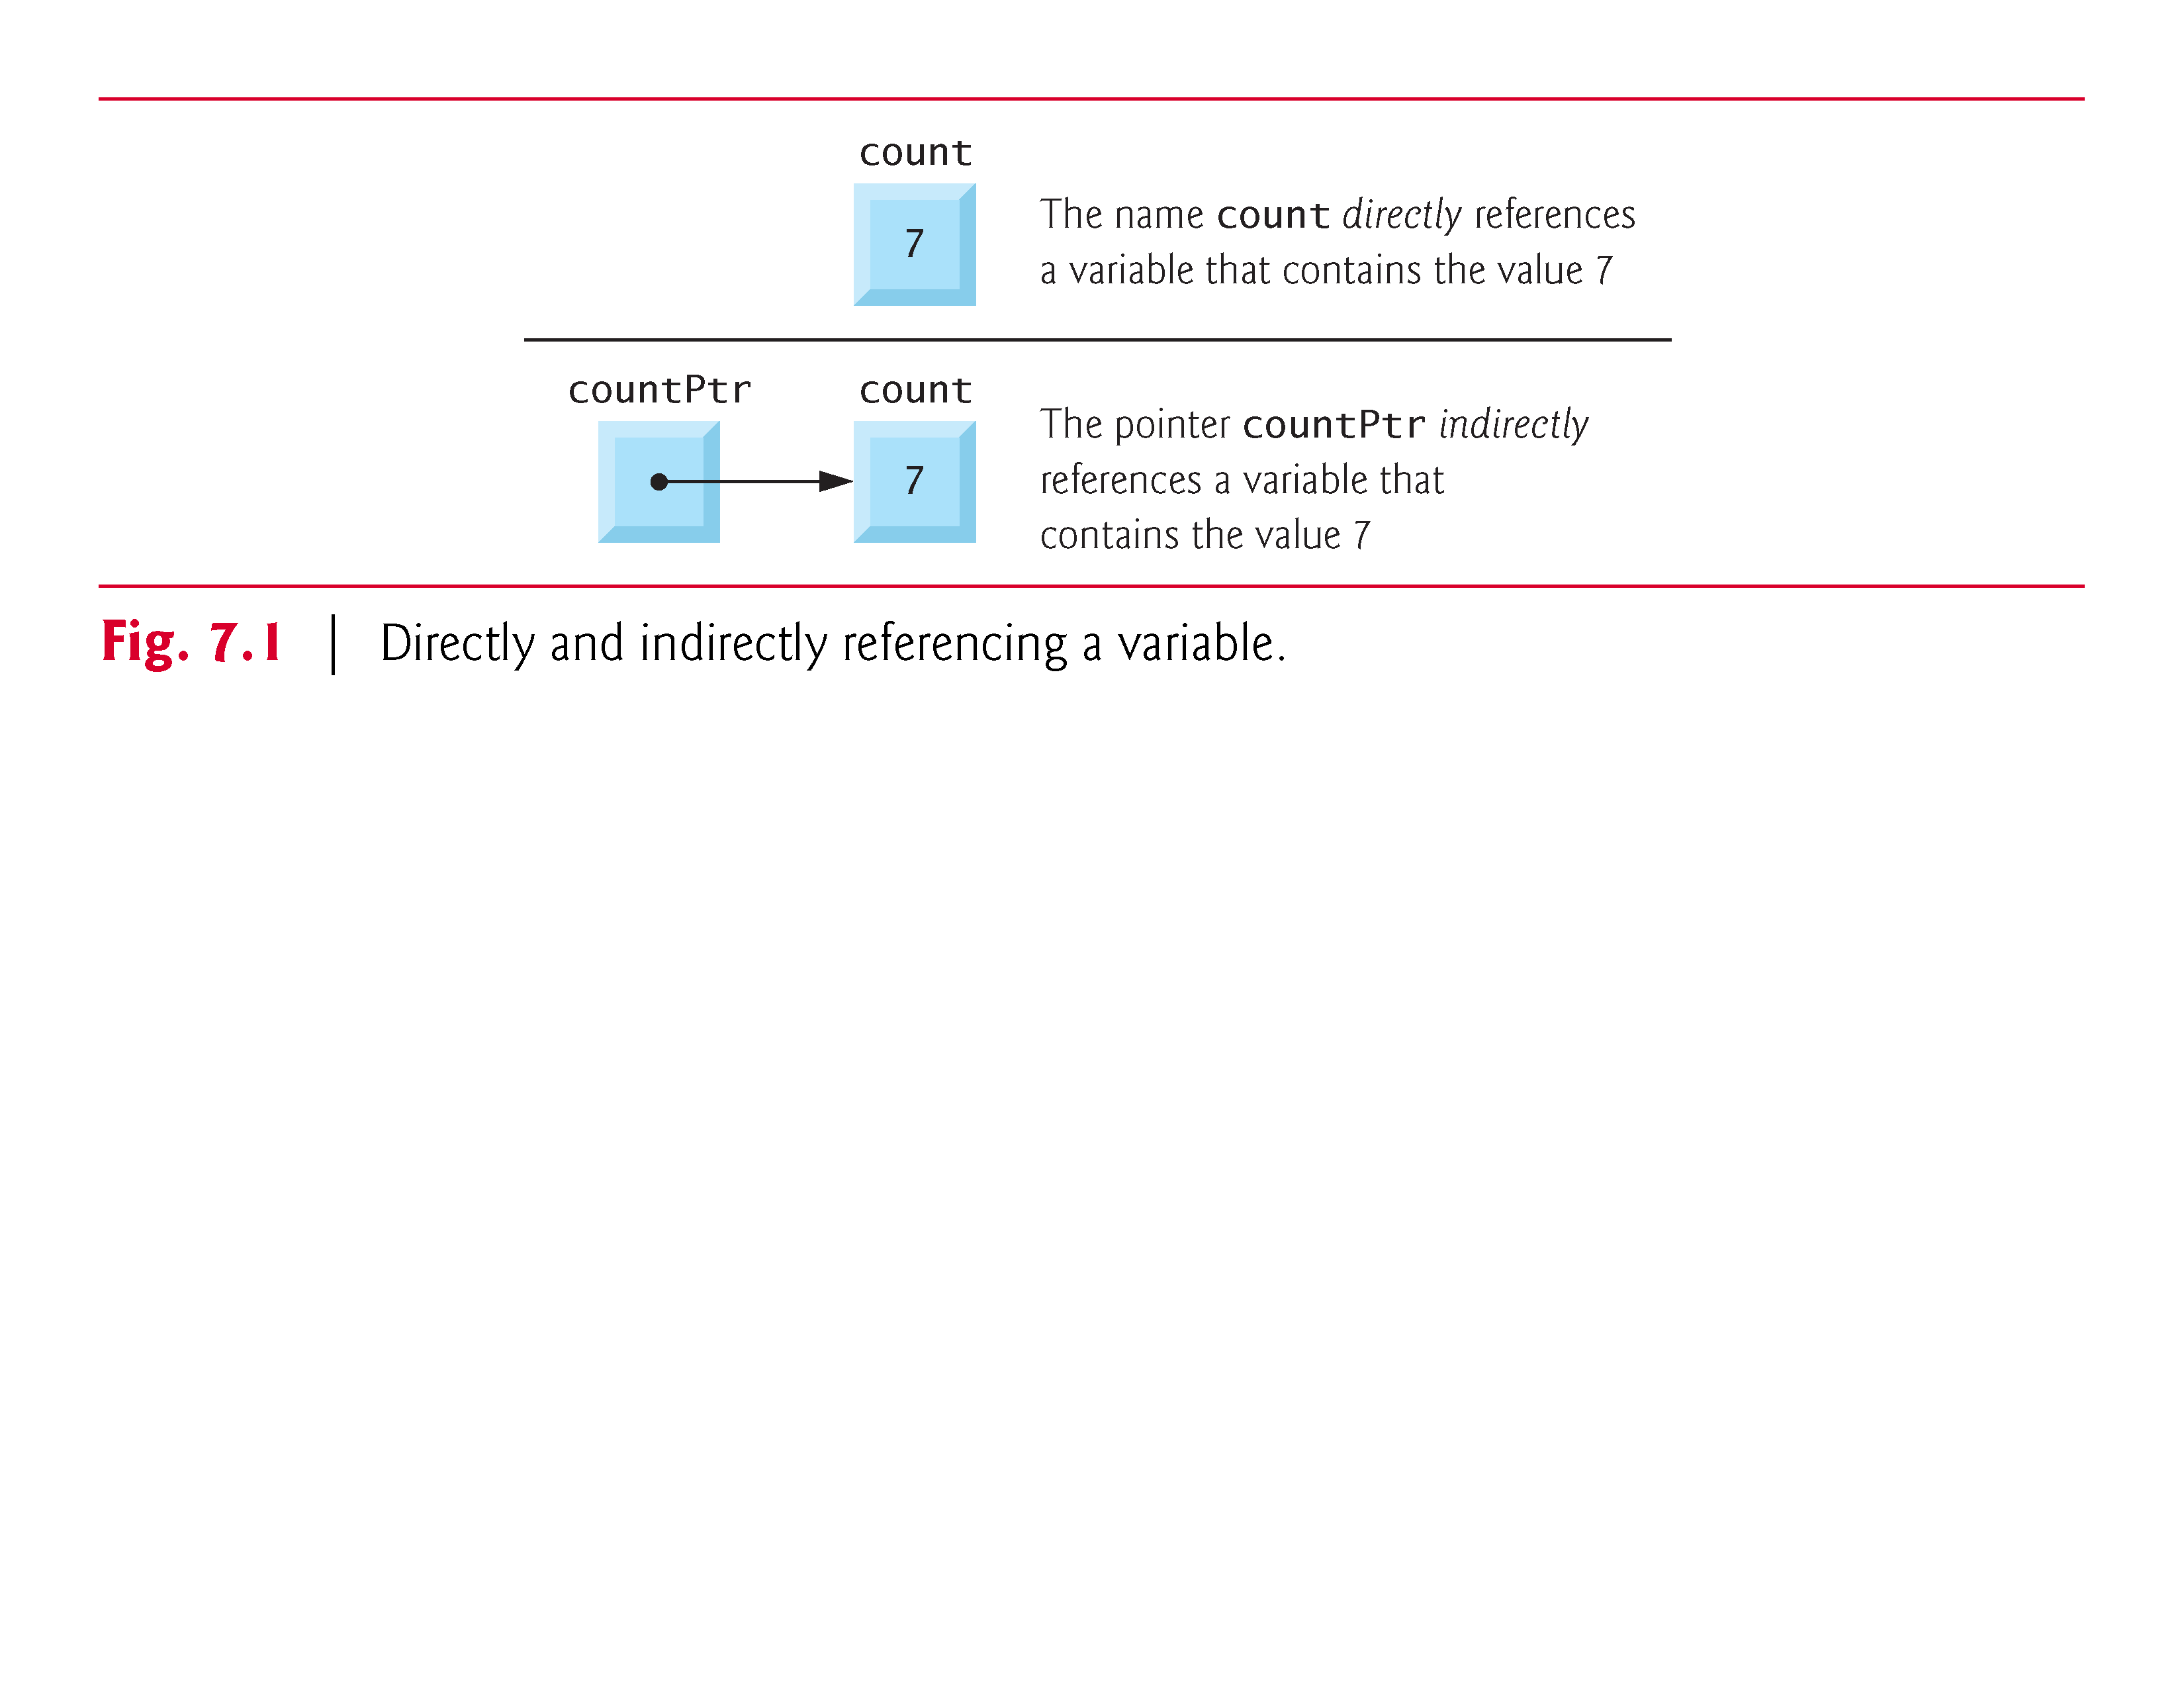 count
7
The name count directly references
a variable that contains the value 7
countPtr count
7
The pointer countPtr indirectly
references a variable that
contains the value 7
Fig. 7.1 | Directly and indirectly referencing a variable.